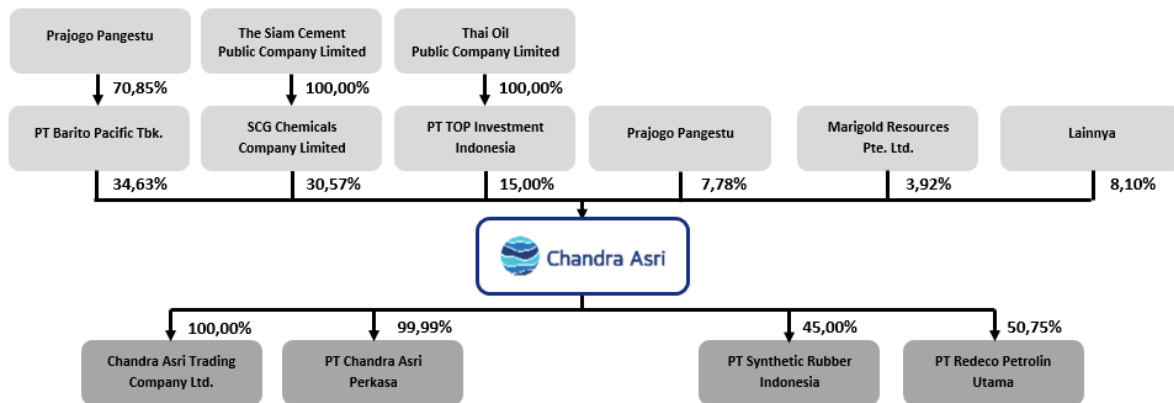 Prajogo Pangestu
The Siam Cement
Public Company Limited
Thai Oil
Public Company Limited
70,85%
100,00%
100,00%
PT Barito Pacific Tbk.
SCG Chemicals
Company Limited
PT TOP Investment
Indonesia
Prajogo Pangestu
Marigold Resources
Pte. Ltd.
Lainnya
34,63%
30,57%
15,00%
7,78%
3,92%
8,10%
Chandra Asri
100,00%
99,99%
45,00%
50,75%
Chandra Asri Trading
Company Ltd.
PT Chandra Asri
Perkasa
PT Synthetic Rubber
Indonesia
PT Redeco Petrolin
Utama